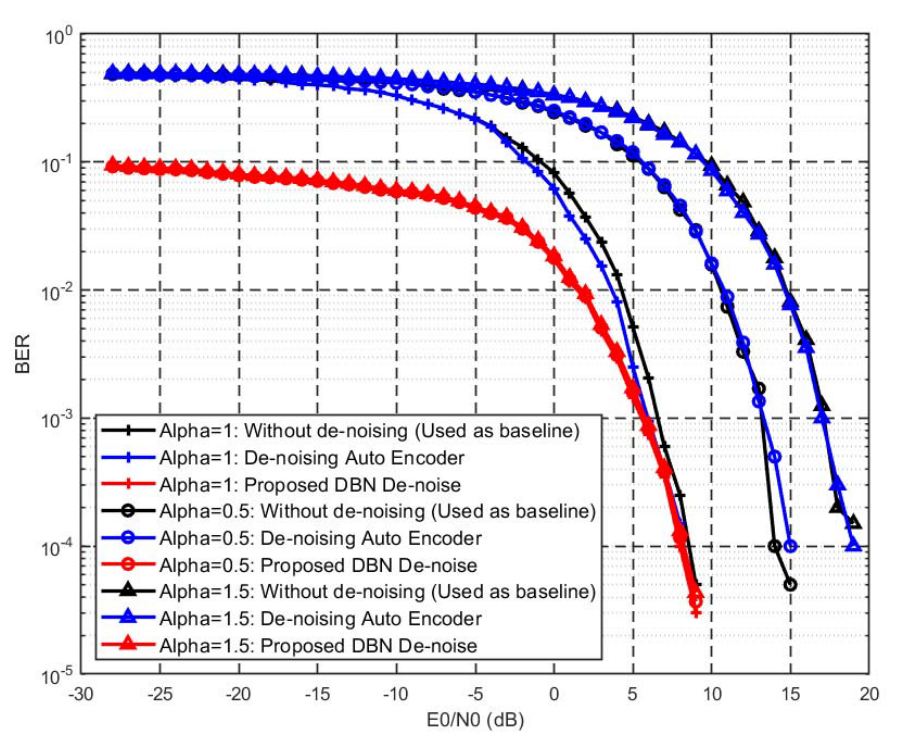 10^0
10^-1
10^-2
10^-3
10^-4
10^-5
BER
Alpha=1: Without de-noising (Used as baseline)
Alpha=1: De-noising Auto Encoder
Alpha=1: Proposed DBN De-noise
Alpha=0.5: Without de-noising (Used as baseline)
Alpha=0.5: De-noising Auto Encoder
Alpha=0.5: Proposed DBN De-noise
Alpha=1.5: Without de-noising (Used as baseline)
Alpha=1.5: De-noising Auto Encoder
Alpha=1.5: Proposed DBN De-noise
-30 -25 -20 -15 -10 -5 0 5 10 15 20
E0/N0 (dB)